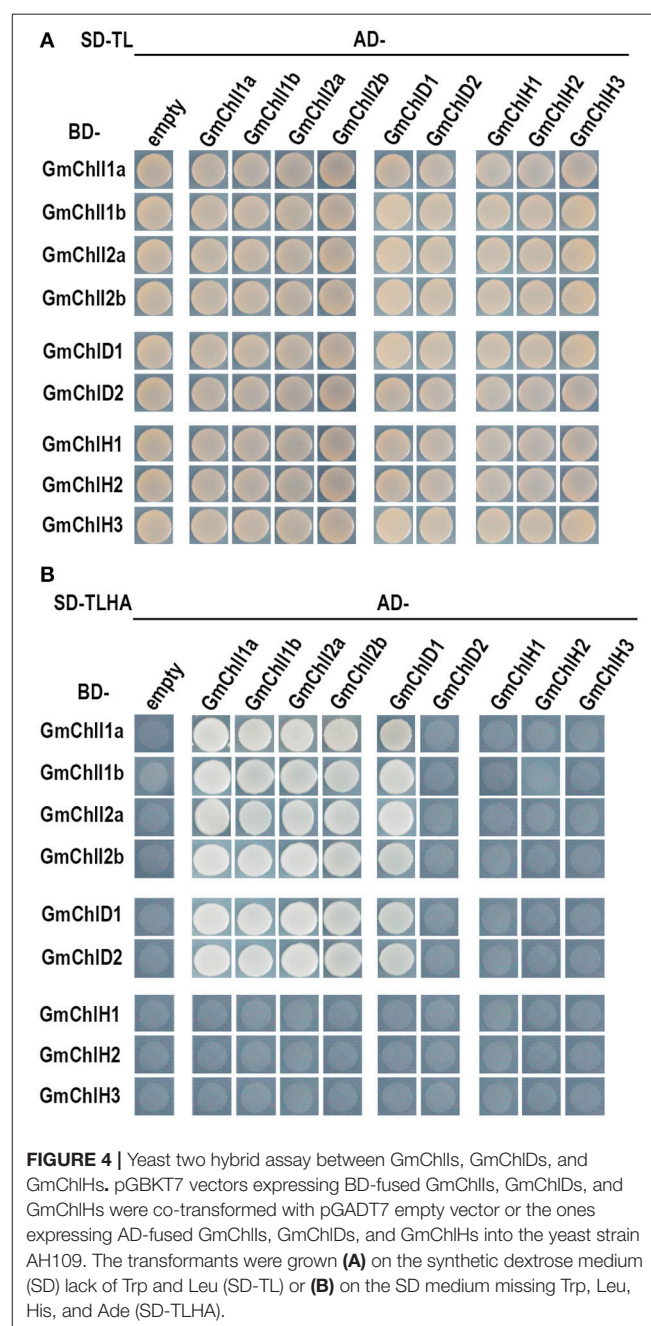 A SD-TL AD-
BD- empty GmChlI1a GmChlI1b GmChlI2a GmChlI2b GmChlD1 GmChlD2 GmChlH1 GmChlH2 GmChlH3
GmChlI1a
GmChlI1b
GmChlI2a
GmChlI2b
GmChlD1
GmChlD2
GmChlH1
GmChlH2
GmChlH3
B
SD-TLHA AD-
BD- empty GmChlI1a GmChlI1b GmChlI2a GmChlI2b GmChlD1 GmChlD2 GmChlH1 GmChlH2 GmChlH3
GmChlI1a
GmChlI1b
GmChlI2a
GmChlI2b
GmChlD1
GmChlD2
GmChlH1
GmChlH2
GmChlH3
FIGURE 4 | Yeast two hybrid assay between GmChlIs, GmChlDs, and
GmChlHs. pGBKT7 vectors expressing BD-fused GmChlIs, GmChlDs, and
GmChlHs were co-transformed with pGADT7 empty vector or the ones
expressing AD-fused GmChlIs, GmChlDs, and GmChlHs into the yeast strain
AH109. The transformants were grown (A) on the synthetic dextrose medium
(SD) lack of Trp and Leu (SD-TL) or (B) on the SD medium missing Trp, Leu,
His, and Ade (SD-TLHA).